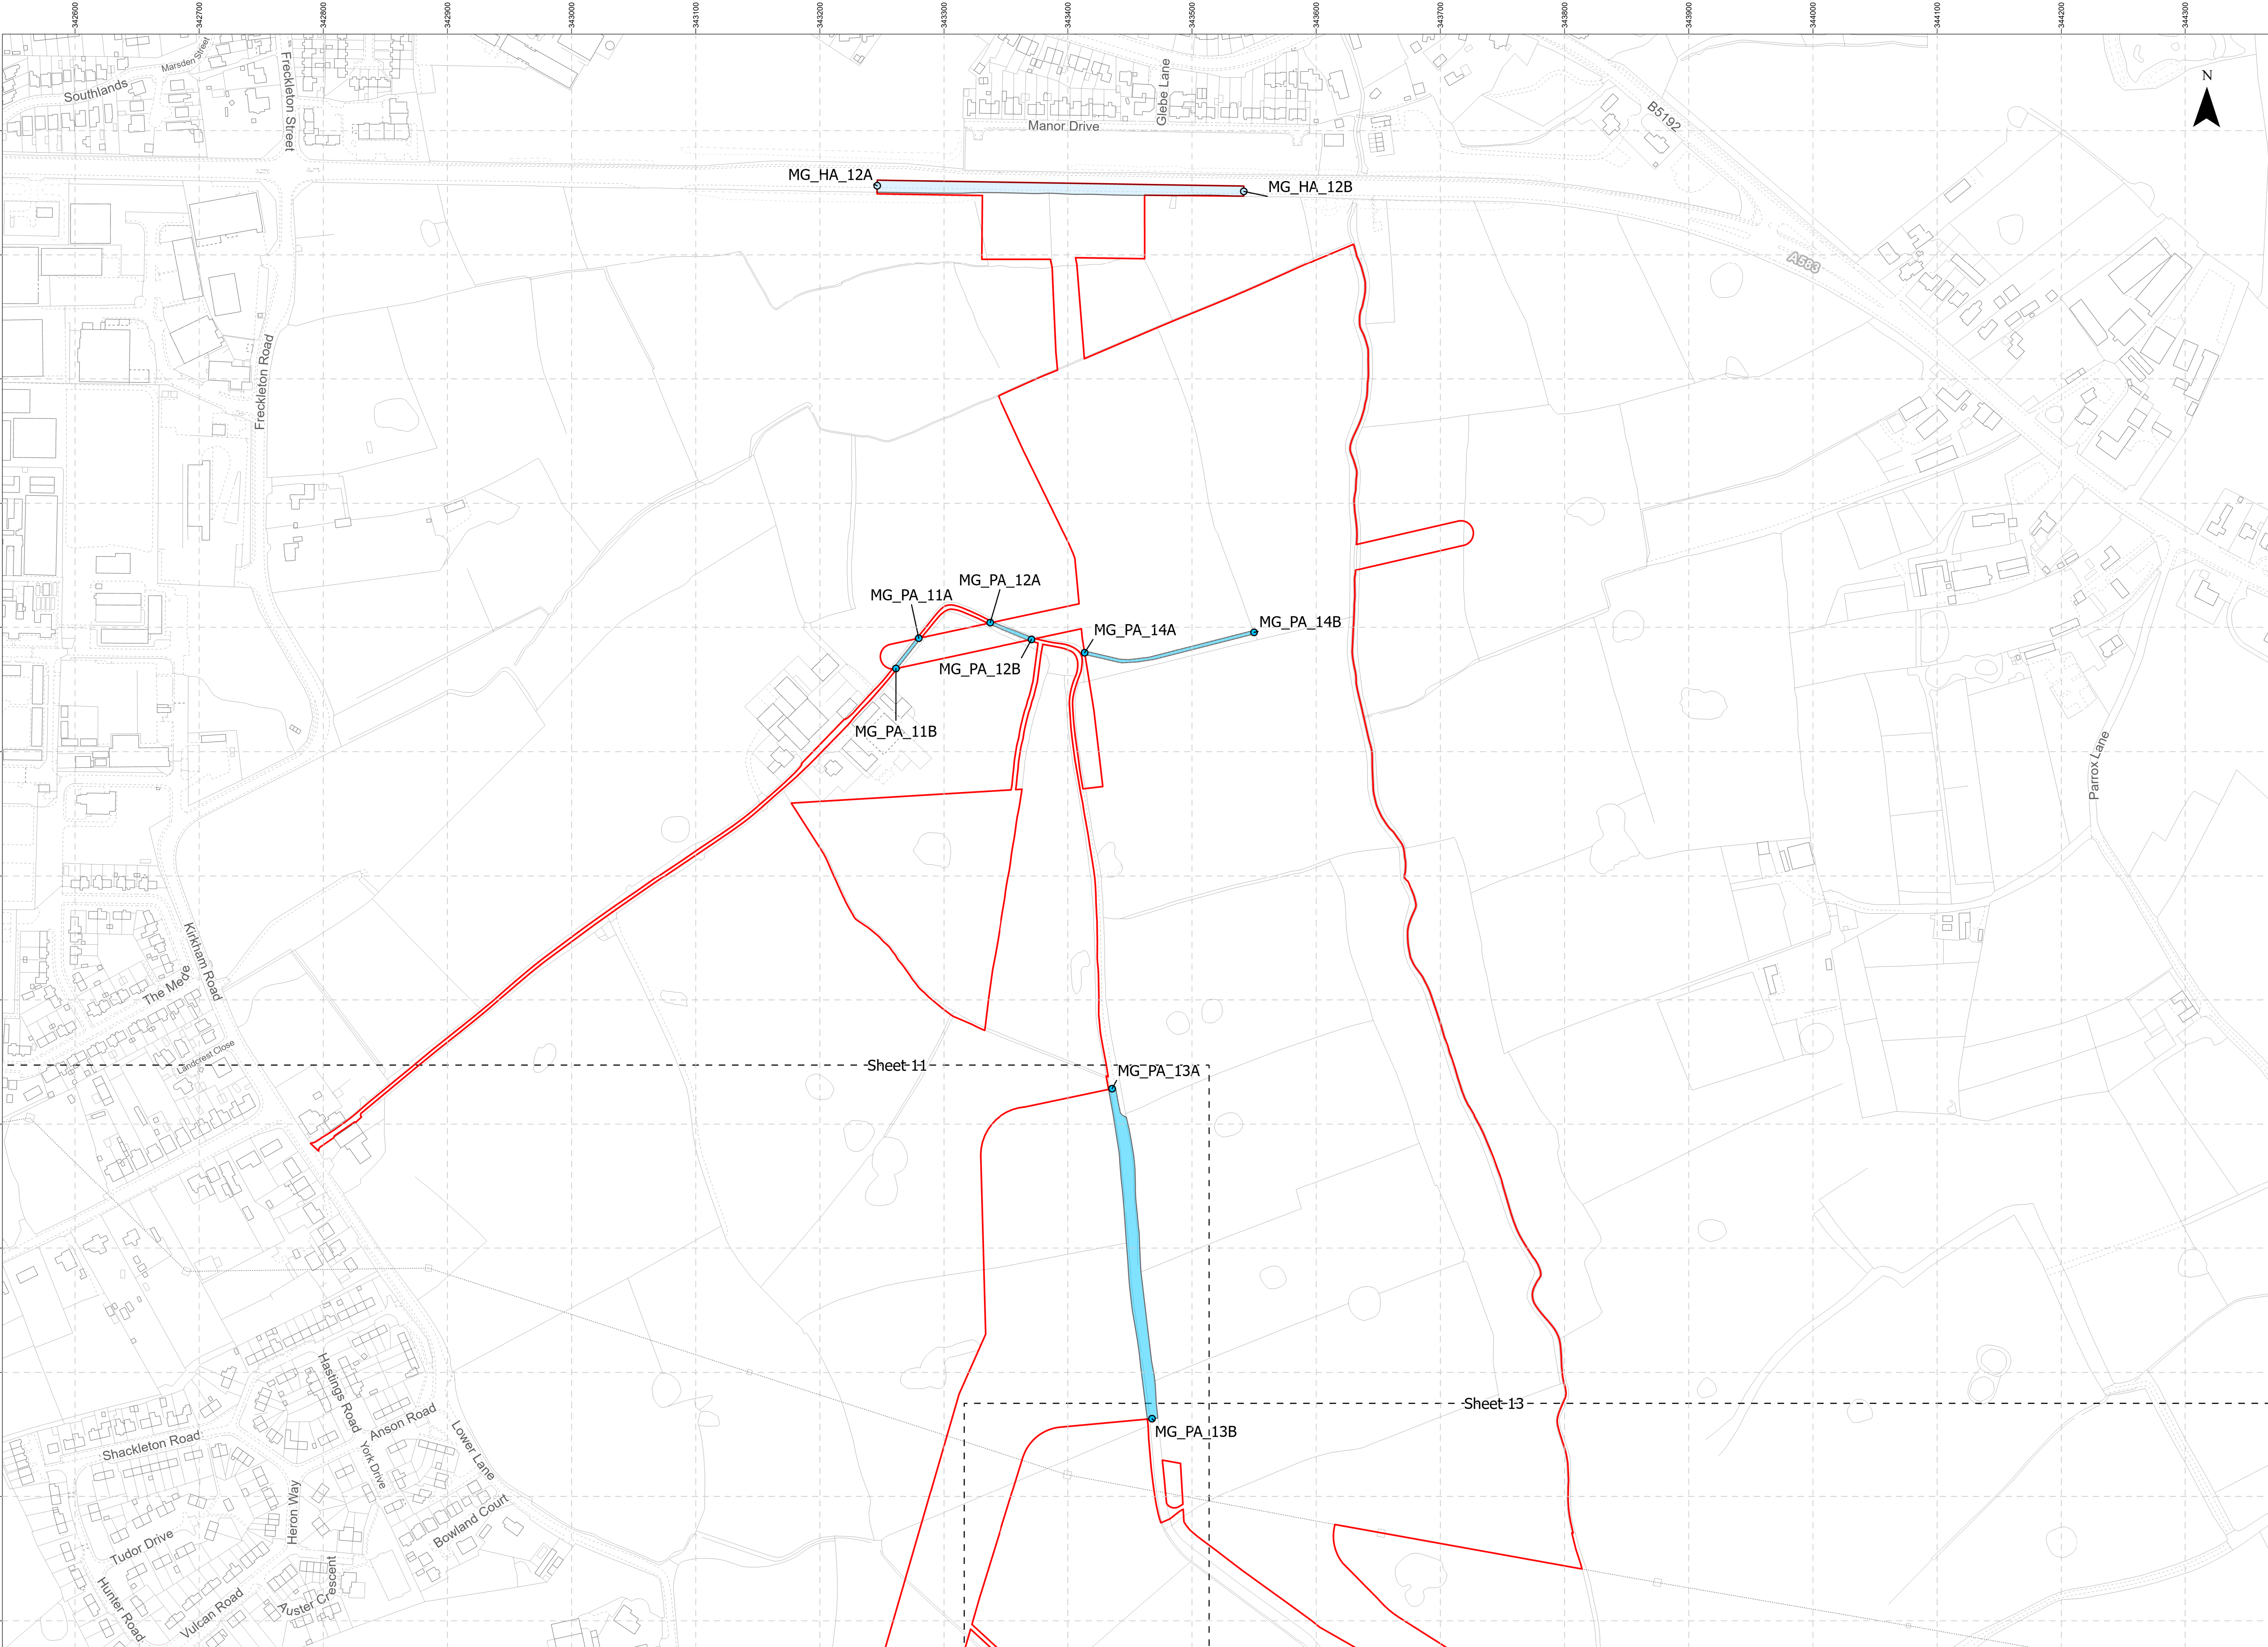 342600
342700
342800
342900
343000
343100
343200
343300
343400
343500
343600
343700
343800
343900
344000
344100
344200
344300
N
Southlands
Marsden Street
Freckleton Street
Manor Drive
Glebe Lane
B5192
A583
MG_HA_12A
MG_HA_12B
Freckleton Road
MG_PA_11A
MG_PA_12A
MG_PA_14A
MG_PA_14B
MG_PA_12B
MG_PA_11B
Parrox Lane
Kirkham Road
The Mede
Landcrest Close
Sheet 11
MG_PA_13A
Sheet 13
MG_PA_13B
Hastings Road
Anson Road
Shackleton Road
York Drive
Lower Lane
Heron Way
Bowland Court
Tudor Drive
Hunter Road
Vulcan Road
Auster Crescent